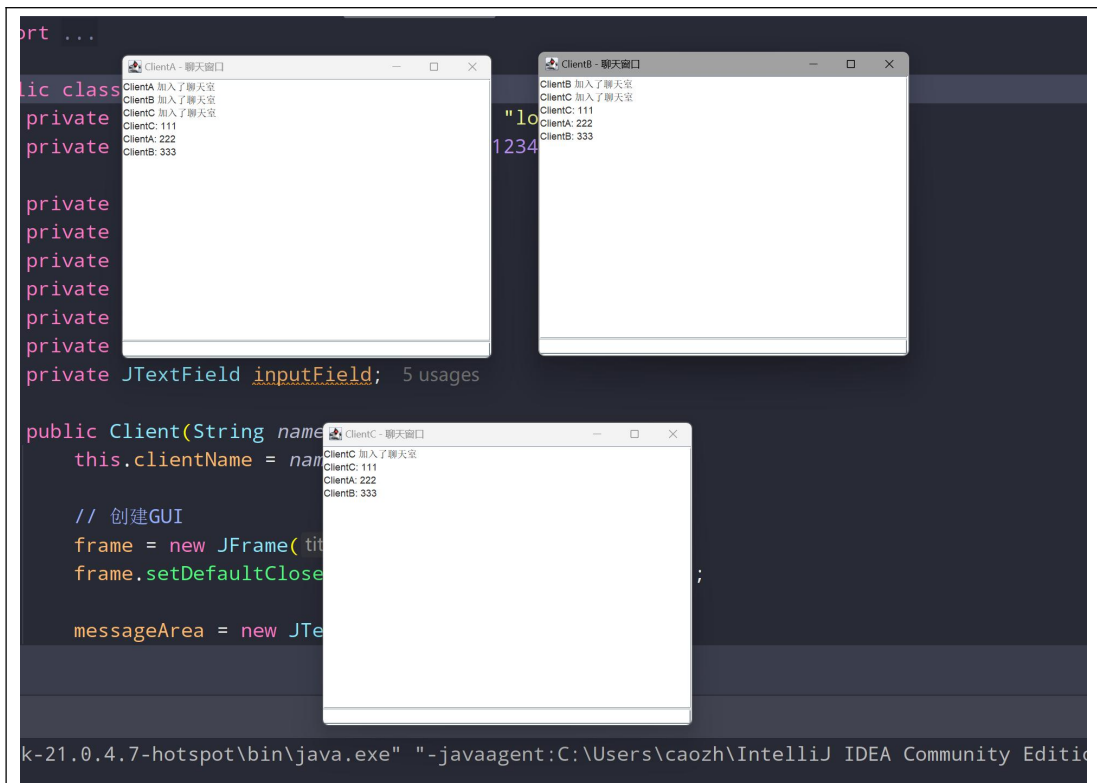 ort ...
lic class
private
"lo
private
1234
private
private
private
private
private
private
private JTextField inputField; 5 usages
public Client(String name
this.clientName = nam
// 创建GUI
frame = new JFrame( tit
frame.setDefaultClose
;
messageArea = new JTe
ClientA - 聊天窗口
ClientA 加入了聊天室
ClientB 加入了聊天室
ClientC 加入了聊天室
ClientC: 111
ClientA: 222
ClientB: 333
ClientB - 聊天窗口
ClientB 加入了聊天室
ClientC 加入了聊天室
ClientC: 111
ClientA: 222
ClientB: 333
ClientC - 聊天窗口
ClientC 加入了聊天室
ClientC: 111
ClientA: 222
ClientB: 333
k-21.0.4.7-hotspot\bin\java.exe" "-javaagent:C:\Users\caozh\IntelliJ IDEA Community Editio